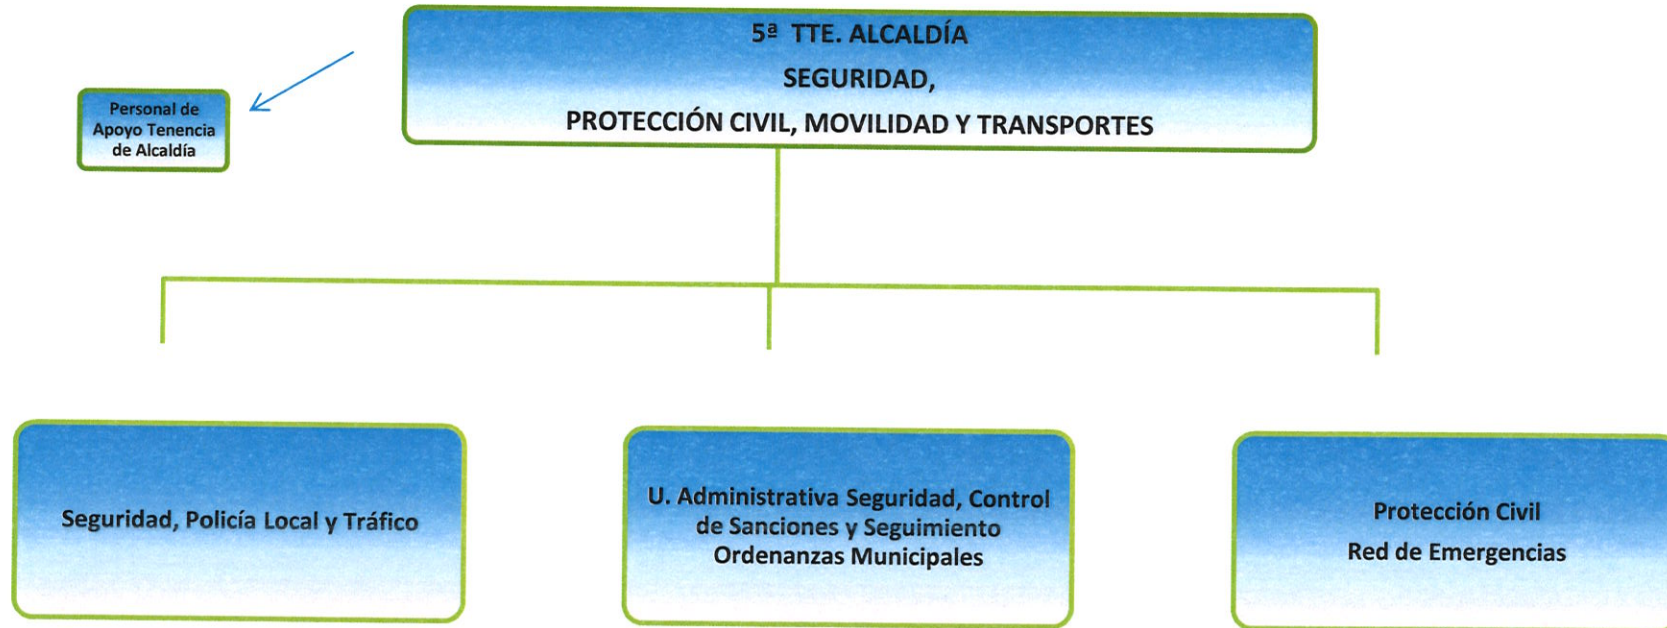 5ª TTE. ALCALDÍA
SEGURIDAD,
PROTECCIÓN CIVIL, MOVILIDAD Y TRANSPORTES
Personal de
Apoyo Tenencia
de Alcaldía
Seguridad, Policía Local y Tráfico
U. Administrativa Seguridad, Control
de Sanciones y Seguimiento
Ordenanzas Municipales
Protección Civil
Red de Emergencias